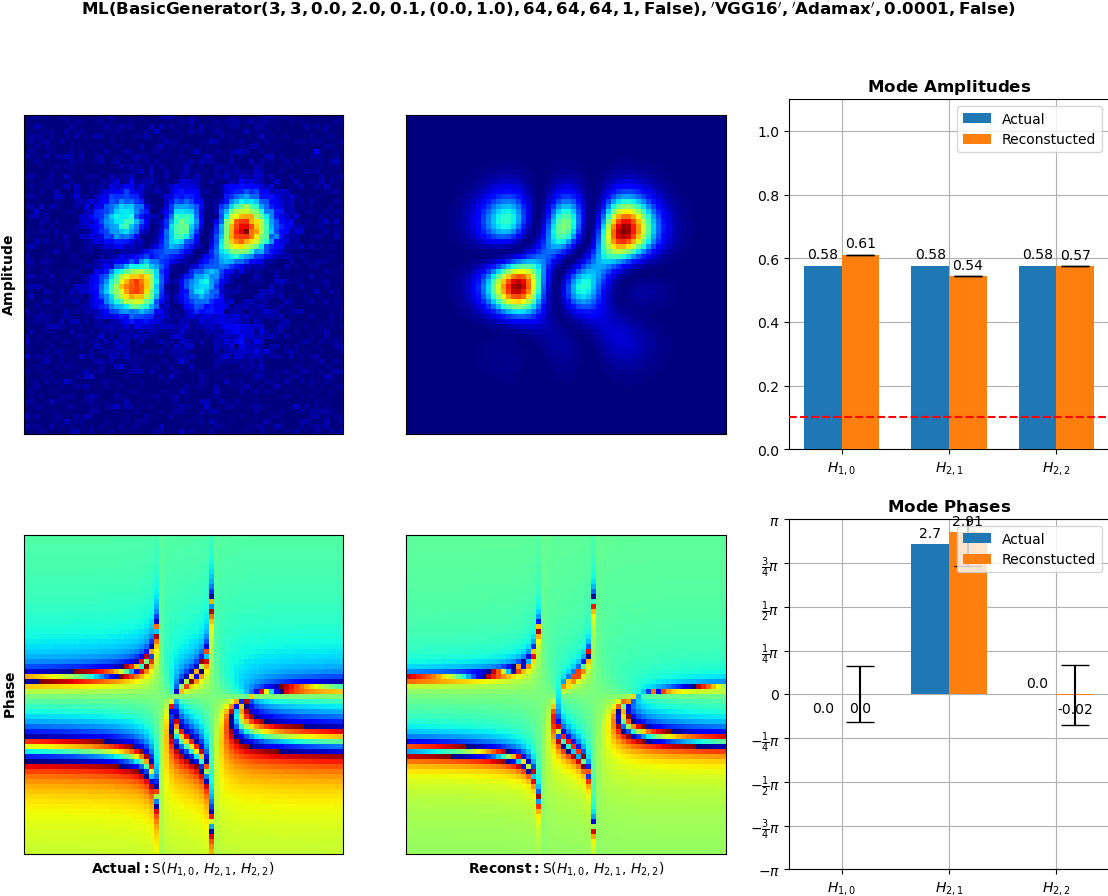 ML(BasicGenerator(3, 3, 0.0, 2.0, 0.1, (0.0, 1.0), 64, 64, 64, 1, False), 'VGG16', 'Adamax', 0.0001, False)
Amplitude
Mode Amplitudes
Actual
Reconstucted
1.0
0.8
0.6
0.4
0.2
0.0
0.58 0.61 0.58 0.54 0.58 0.57
H1,0 H2,1 H2,2
Phase
Actual: S(H1,0, H2,1, H2,2)
Reconst: S(H1,0, H2,1, H2,2)
Mode Phases
Actual
Reconstucted
π
3/4π
1/2π
1/4π
0
−1/4π
−1/2π
−3/4π
−π
0.0 0.0 2.7 2.91 0.0 -0.02
H1,0 H2,1 H2,2